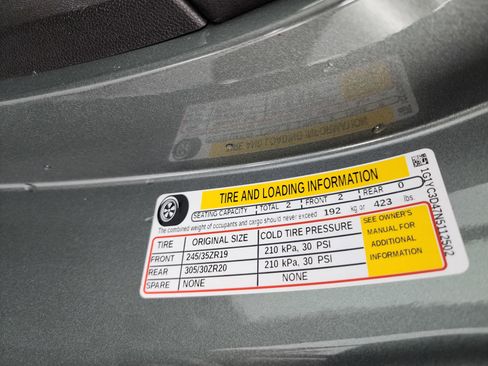 TIRE AND LOADING INFORMATION
SEATING CAPACITY TOTAL 2 FRONT 2 REAR 0
The combined weight of occupants and cargo should never exceed 192 kg or 423 lbs.
TIRE ORIGINAL SIZE COLD TIRE PRESSURE
FRONT 245/35ZR19 210 kPa, 30 PSI
REAR 305/30ZR20 210 kPa, 30 PSI
SPARE NONE NONE
SEE OWNER'S
MANUAL FOR
ADDITIONAL
INFORMATION